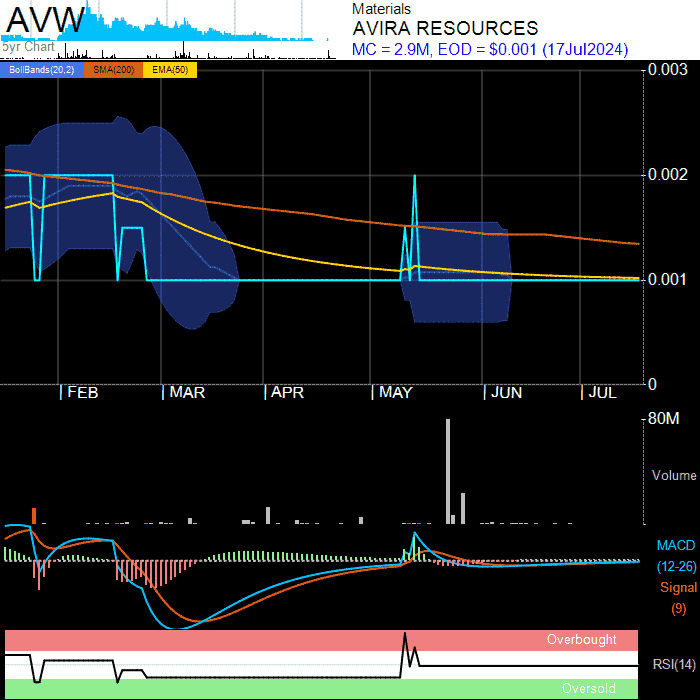 AVW
5yr Chart
Materials
AVIRA RESOURCES
MC = 2.9M, EOD = $0.001 (17Jul2024)
BollBands(20,2) SMA(200) EMA(50)
0.003
0.002
0.001
0
FEB MAR APR MAY JUN JUL
80M
Volume
MACD
(12-26)
Signal
(9)
Overbought
RSI(14)
Oversold